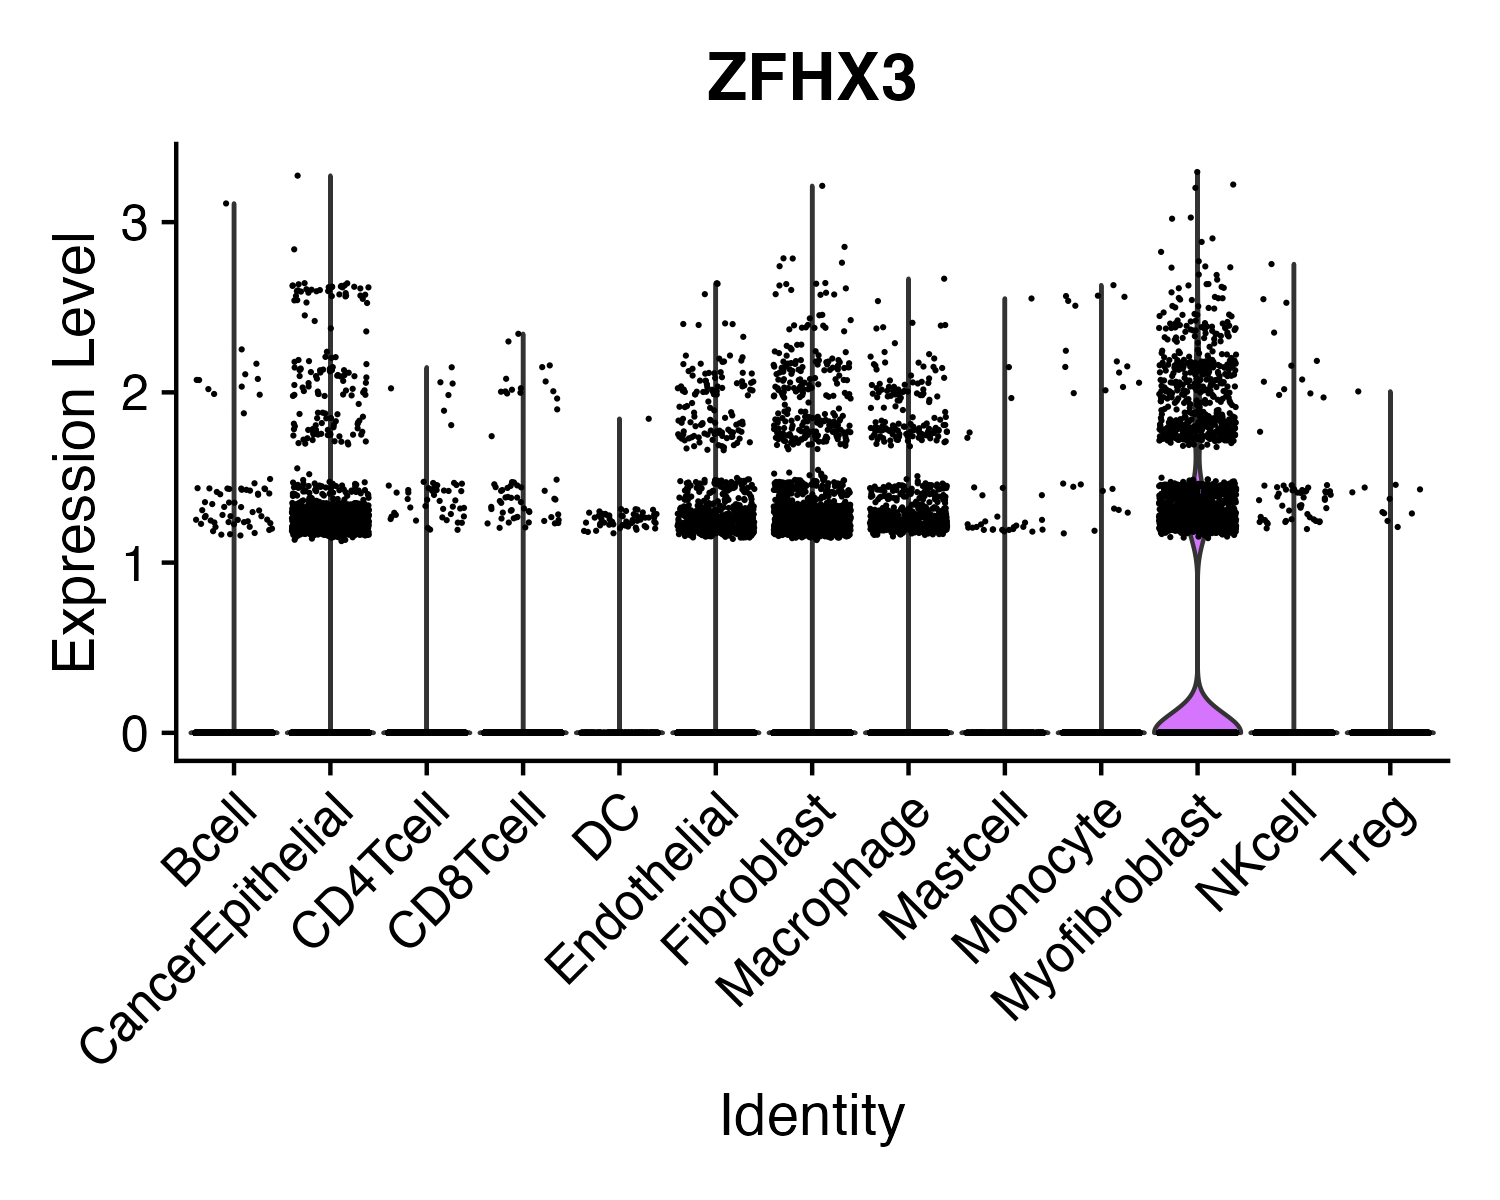 ZFHX3
Expression Level
3
2
1
0
Bcell
CancerEpithelial
CD4Tcell
CD8Tcell
DC
Endothelial
Fibroblast
Macrophage
Mastcell
Monocyte
Myofibroblast
NKcell
Treg
Identity